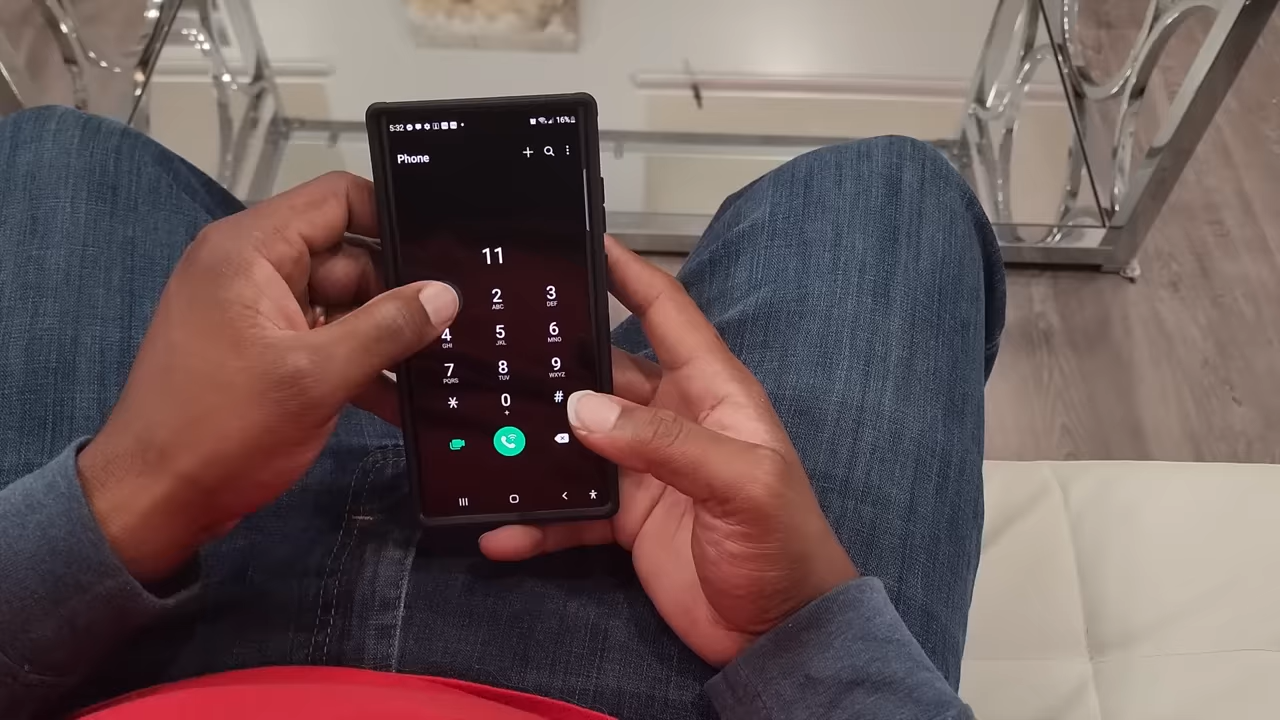 5:32 16%
Phone
11
2 3
ABC DEF
4 5 6
GHI JKL MNO
7 8 9
PQRS TUV WXYZ
* 0 #
+